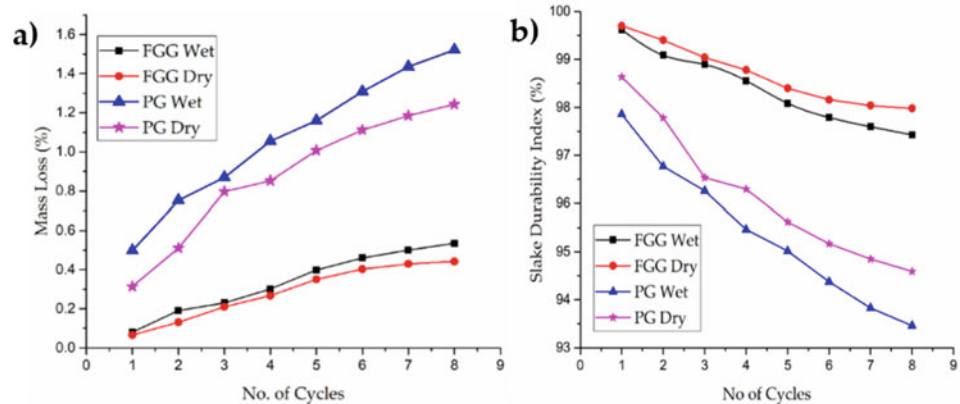 a)
Mass Loss (%)
1.6
1.4
1.2
1.0
0.8
0.6
0.4
0.2
0.0
FGG Wet
FGG Dry
PG Wet
PG Dry
0 1 2 3 4 5 6 7 8 9
No. of Cycles
b)
Slake Durability Index (%)
100
99
98
97
96
95
94
93
FGG Wet
FGG Dry
PG Wet
PG Dry
0 1 2 3 4 5 6 7 8 9
No of Cycles